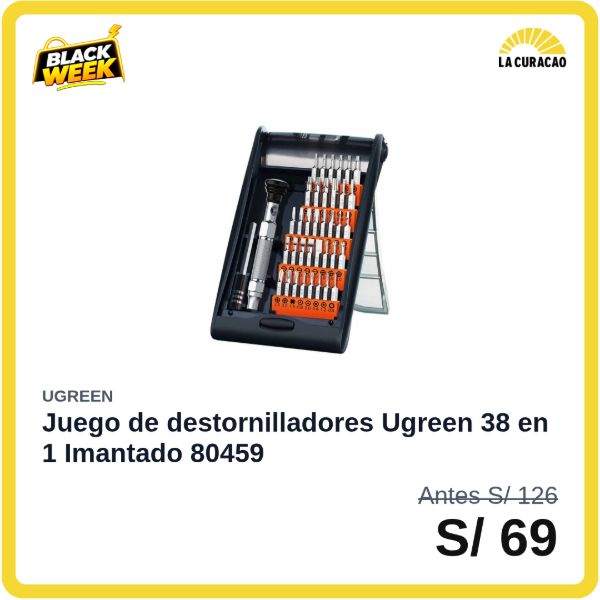 BLACK
WEEK
LA CURACAO
UGREEN
Juego de destornilladores Ugreen 38 en
1 Imantado 80459
Antes S/ 126
S/ 69